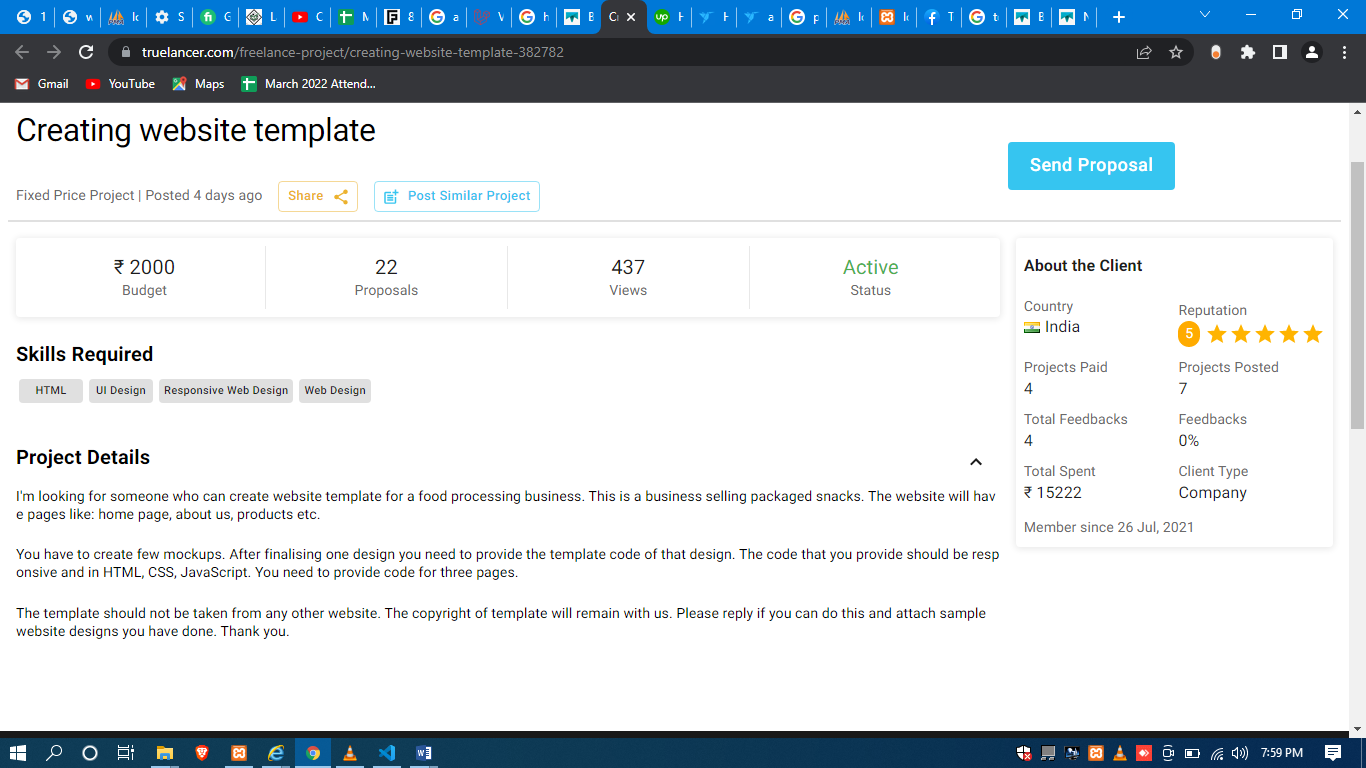 1
w
Ic
S
G
L
C
M
8
a
V
h
B
Cr
H
F
a
p
Ic
Ic
T
t
B
N
truelancer.com/freelance-project/creating-website-template-382782
Gmail
YouTube
Maps
March 2022 Attend...
Creating website template
Send Proposal
Fixed Price Project | Posted 4 days ago
Share
Post Similar Project
₹ 2000
Budget
22
Proposals
437
Views
Active
Status
About the Client
Country
India
Reputation
5
Projects Paid
4
Projects Posted
7
Total Feedbacks
4
Feedbacks
0%
Total Spent
₹ 15222
Client Type
Company
Member since 26 Jul, 2021
Skills Required
HTML
UI Design
Responsive Web Design
Web Design
Project Details
I'm looking for someone who can create website template for a food processing business. This is a business selling packaged snacks. The website will hav
e pages like: home page, about us, products etc.
You have to create few mockups. After finalising one design you need to provide the template code of that design. The code that you provide should be resp
onsive and in HTML, CSS, JavaScript. You need to provide code for three pages.
The template should not be taken from any other website. The copyright of template will remain with us. Please reply if you can do this and attach sample
website designs you have done. Thank you.
7:59 PM